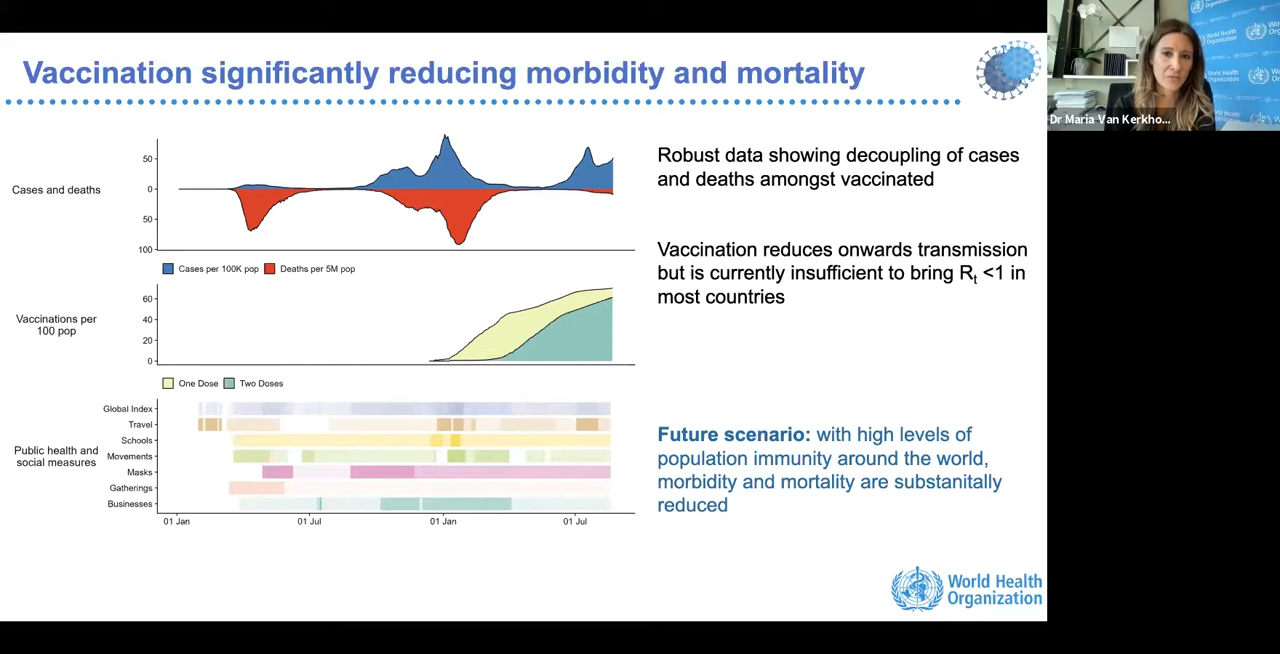 Vaccination significantly reducing morbidity and mortality
Dr Maria Van Kerkho...
Cases and deaths
50
0
50
100
Cases per 100K pop Deaths per 5M pop
Robust data showing decoupling of cases
and deaths amongst vaccinated
Vaccination reduces onwards transmission
but is currently insufficient to bring Rt <1 in
most countries
Vaccinations per
100 pop
60
40
20
0
One Dose Two Doses
Public health and
social measures
Global Index
Travel
Schools
Movements
Masks
Gatherings
Businesses
01 Jan 01 Jul 01 Jan 01 Jul
Future scenario: with high levels of
population immunity around the world,
morbidity and mortality are substanitally
reduced
World Health
Organization
World Health
Organization